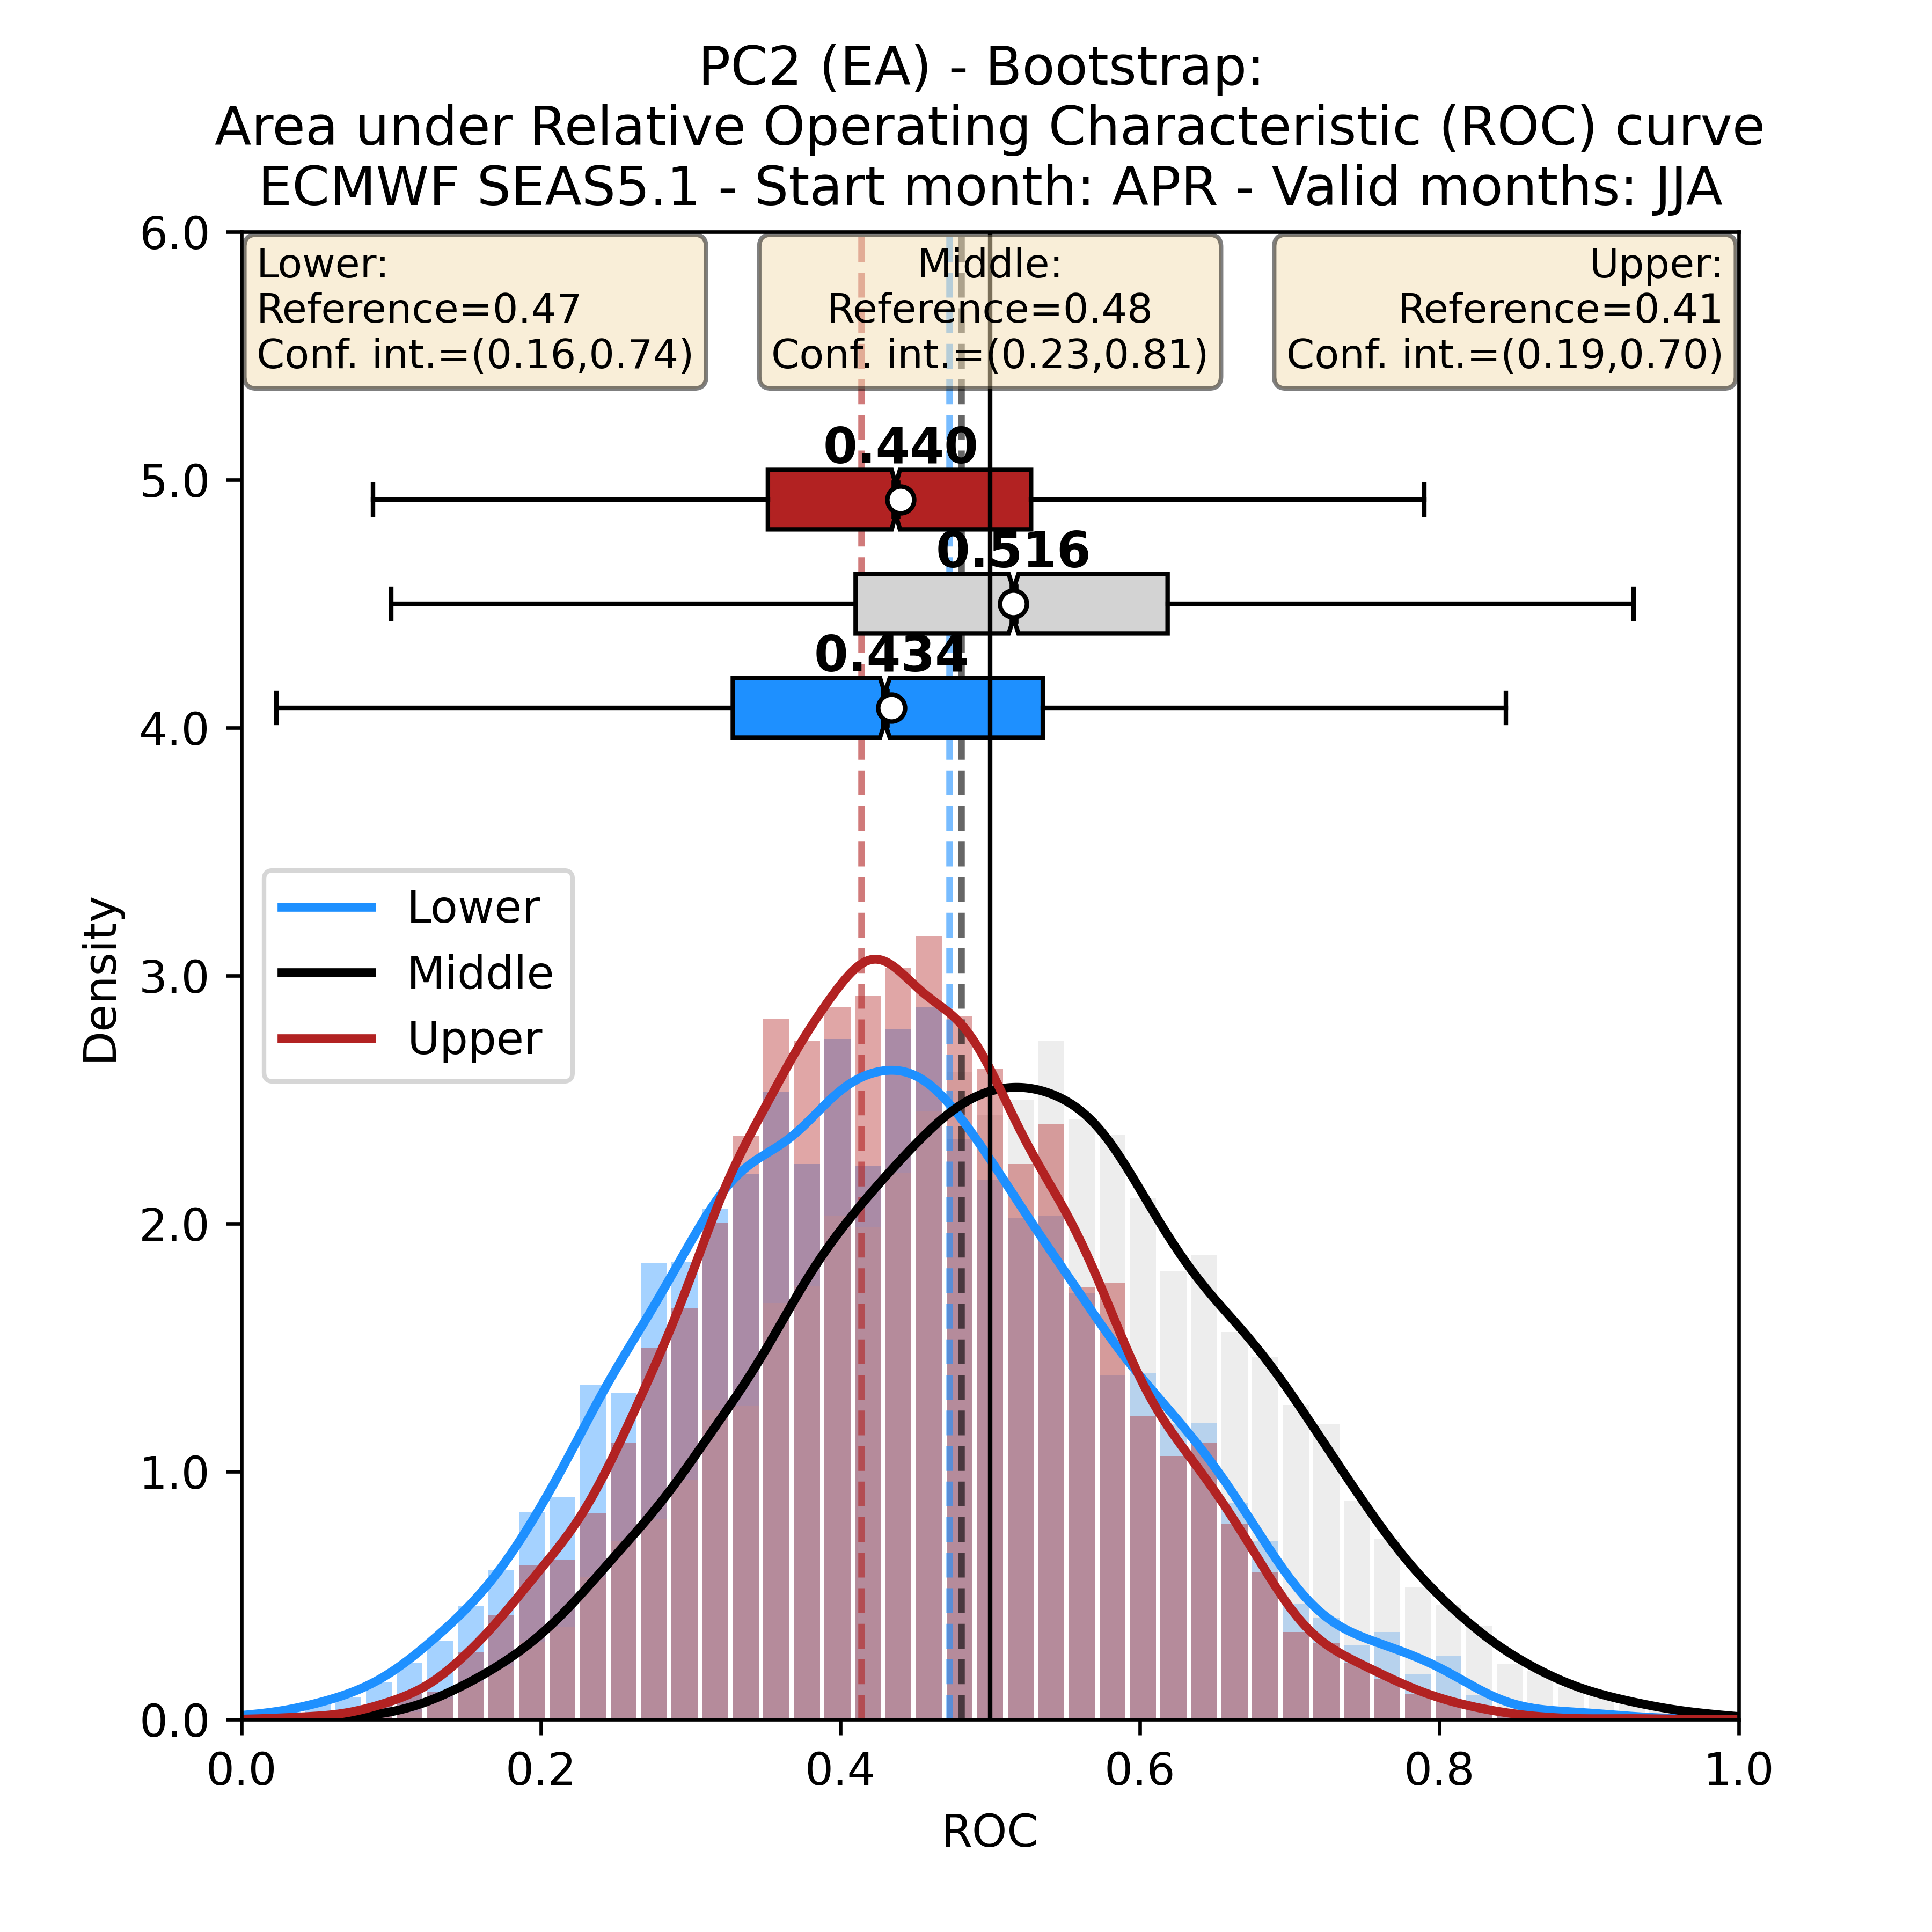 PC2 (EA) - Bootstrap:
Area under Relative Operating Characteristic (ROC) curve
ECMWF SEAS5.1 - Start month: APR - Valid months: JJA
6.0
Lower:
Reference=0.47
Conf. int.=(0.16,0.74)
Middle:
Reference=0.48
Conf. int.=(0.23,0.81)
Upper:
Reference=0.41
Conf. int.=(0.19,0.70)
0.440
5.0
0.516
0.434
4.0
Lower
Middle
Upper
Density
3.0
2.0
1.0
0.0
0.0 0.2 0.4 0.6 0.8 1.0
ROC